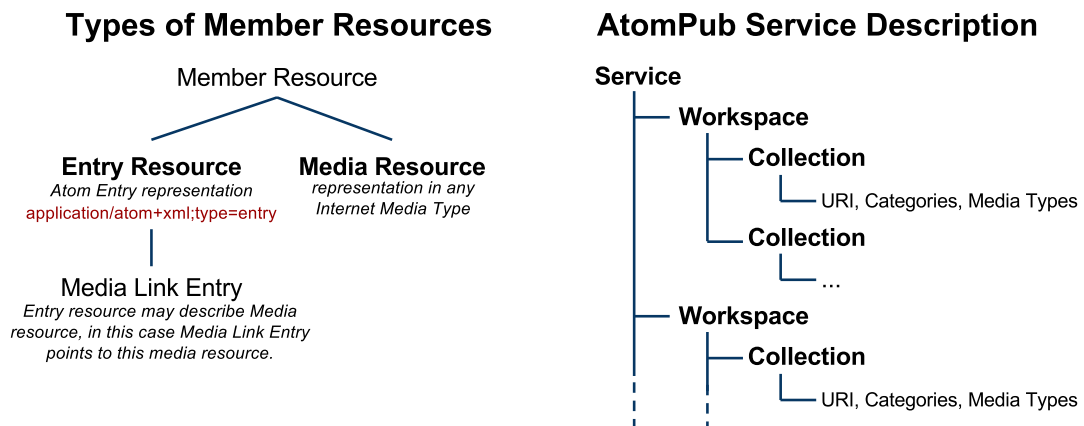 Types of Member Resources
Member Resource
Entry Resource
Atom Entry representation
application/atom+xml;type=entry
Media Resource
representation in any
Internet Media Type
Media Link Entry
Entry resource may describe Media
resource, in this case Media Link Entry
points to this media resource.
AtomPub Service Description
Service
Workspace
Collection
URI, Categories, Media Types
Collection
...
Workspace
Collection
URI, Categories, Media Types